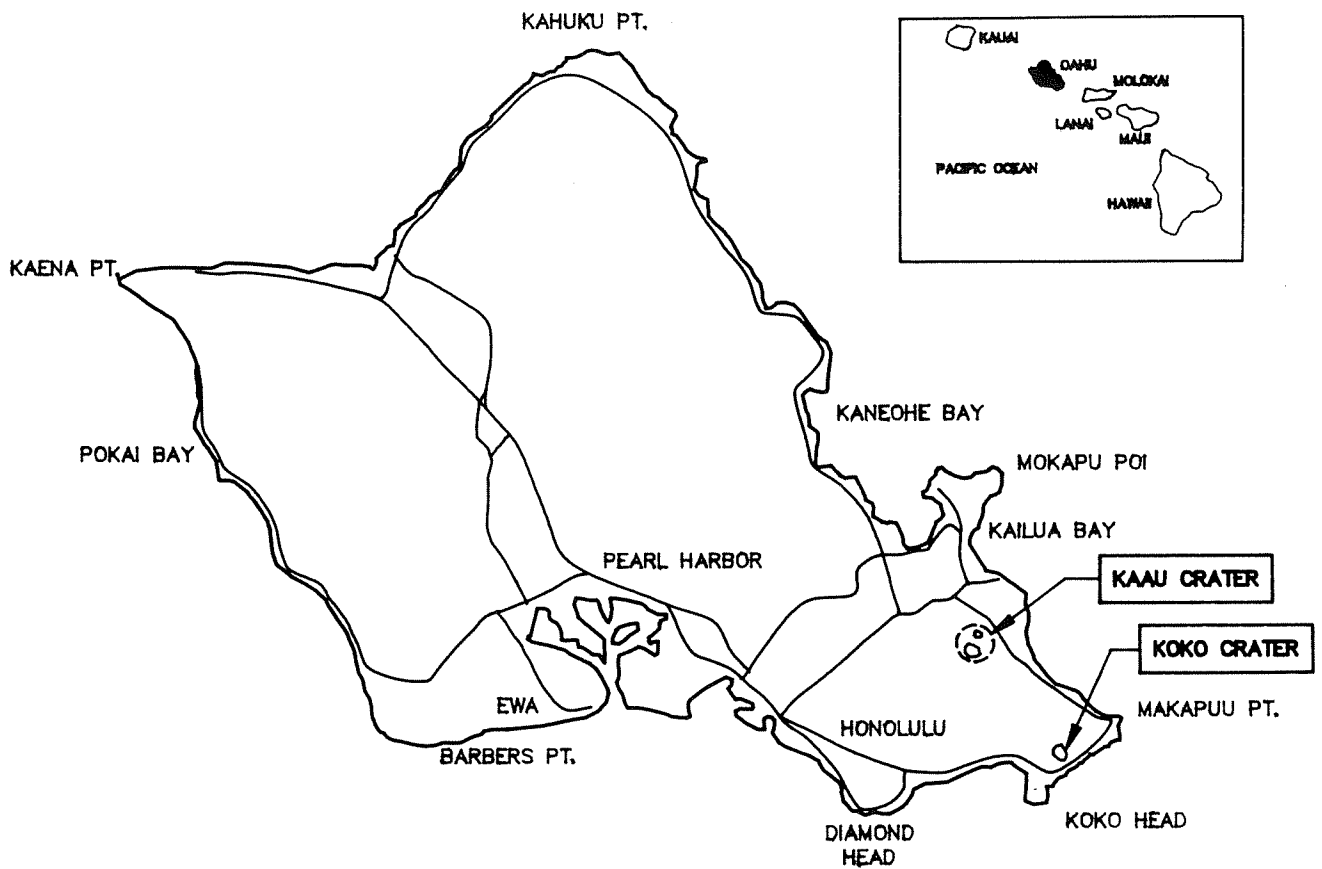 KAHUKU PT.
KAUAI
OAHU
MOLOKAI
LANAI
MAUI
PACIFIC OCEAN
HAWAII
KAENA PT.
KANEOHE BAY
POKAI BAY
MOKAPU POI
KAILUA BAY
PEARL HARBOR
KAAU CRATER
KOKO CRATER
EWA
MAKAPUU PT.
HONOLULU
BARBERS PT.
KOKO HEAD
DIAMOND
HEAD